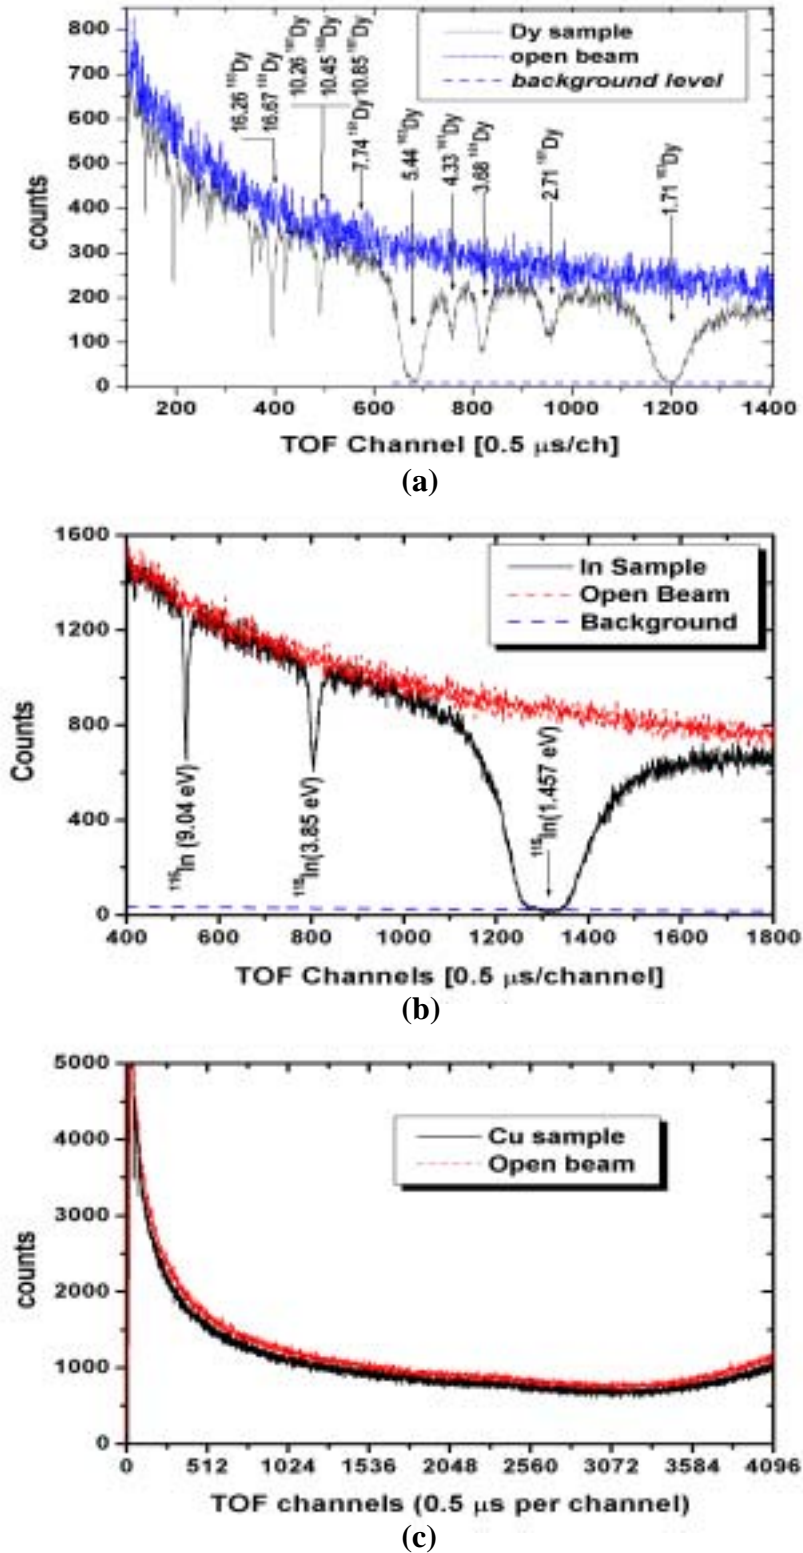 Dy sample
open beam
background level
800
700
600
500
400
300
200
100
0
counts
16.26
Dy
16.67
Dy
10.26
Dy
10.45
Dy
10.85
Dy
7.74
Dy
5.44
Dy
4.33
Dy
3.68
Dy
2.71
Dy
1.71
Dy
200 400 600 800 1000 1200 1400
TOF Channel [0.5 μs/ch]
(a)
1600
1200
800
400
0
Counts
In Sample
Open Beam
Background
In (9.04 eV)
In(3.85 eV)
115In(1.457 eV)
400 600 800 1000 1200 1400 1600 1800
TOF Channels [0.5 μs/channel]
(b)
5000
4000
3000
2000
1000
0
counts
Cu sample
Open beam
0 512 1024 1536 2048 2560 3072 3584 4096
TOF channels (0.5 μs per channel)
(c)